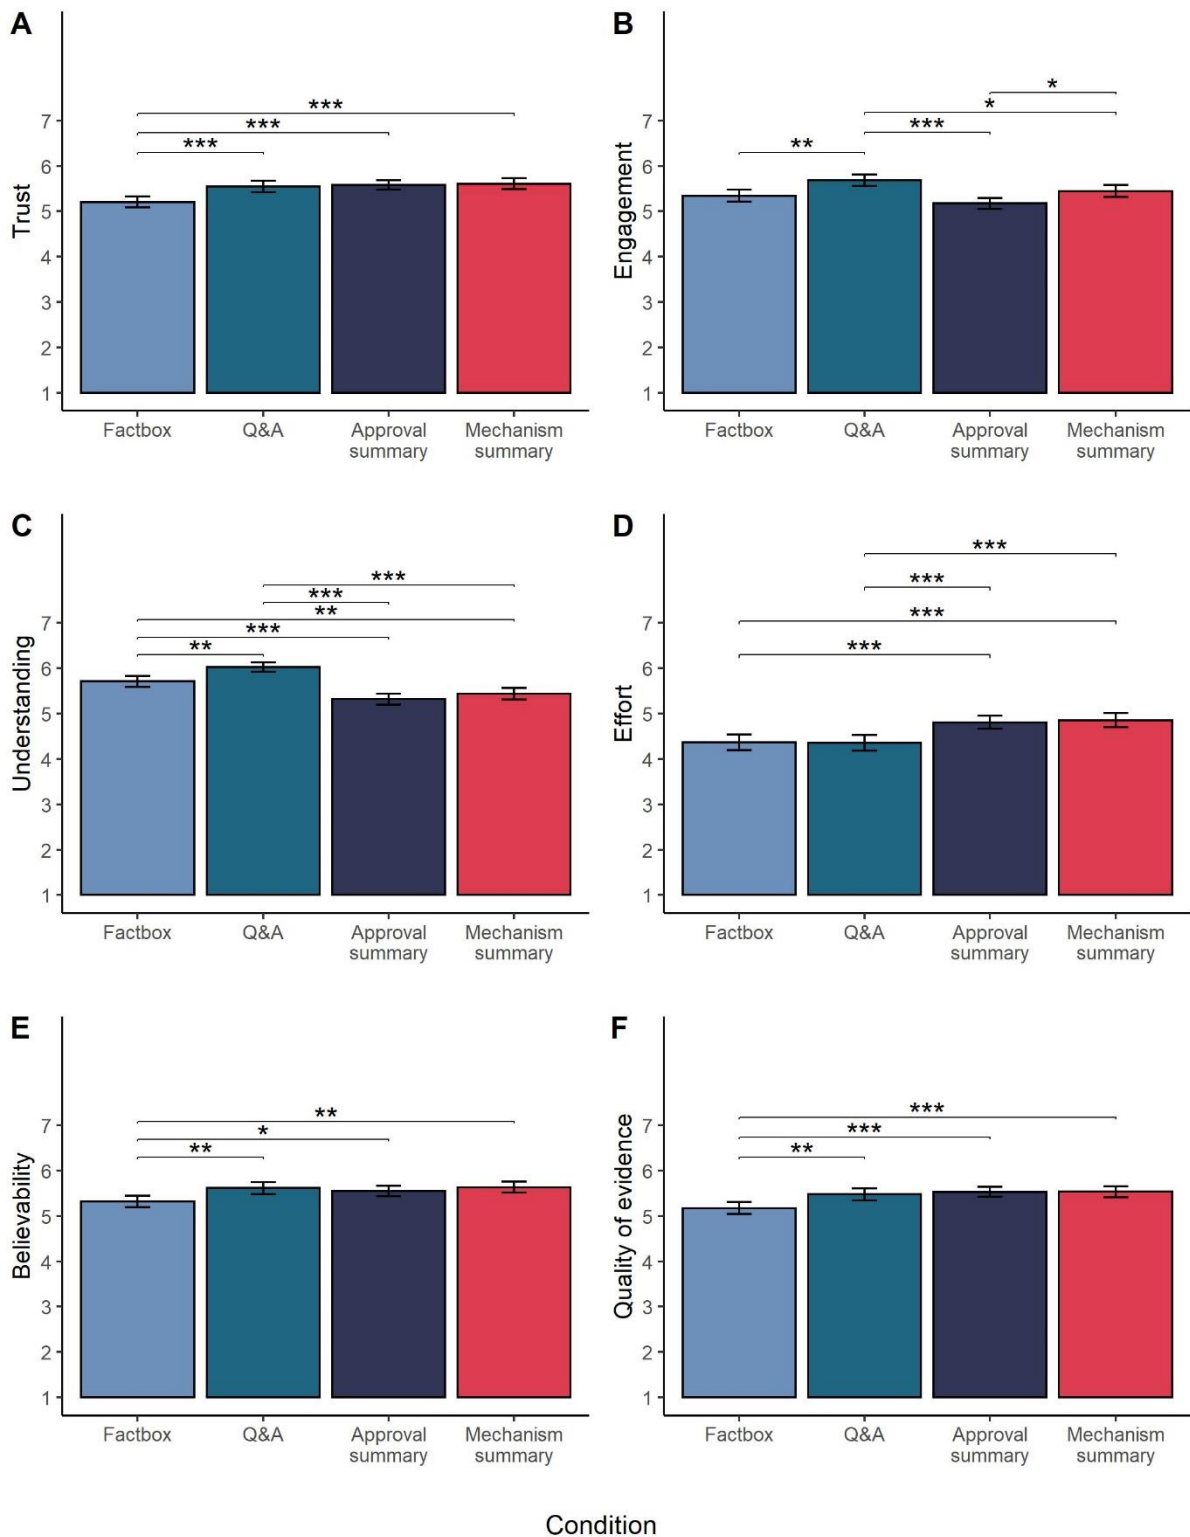 A
Trust
7
6
5
4
3
2
1
***
***
***
Factbox
Q&A
Approval
summary
Mechanism
summary
B
Engagement
7
6
5
4
3
2
1
*
*
***
**
Factbox
Q&A
Approval
summary
Mechanism
summary
C
Understanding
7
6
5
4
3
2
1
***
***
**
***
**
Factbox
Q&A
Approval
summary
Mechanism
summary
D
Effort
7
6
5
4
3
2
1
***
***
***
***
Factbox
Q&A
Approval
summary
Mechanism
summary
E
Believability
7
6
5
4
3
2
1
**
*
**
Factbox
Q&A
Approval
summary
Mechanism
summary
F
Quality of evidence
7
6
5
4
3
2
1
***
***
**
Factbox
Q&A
Approval
summary
Mechanism
summary
Condition